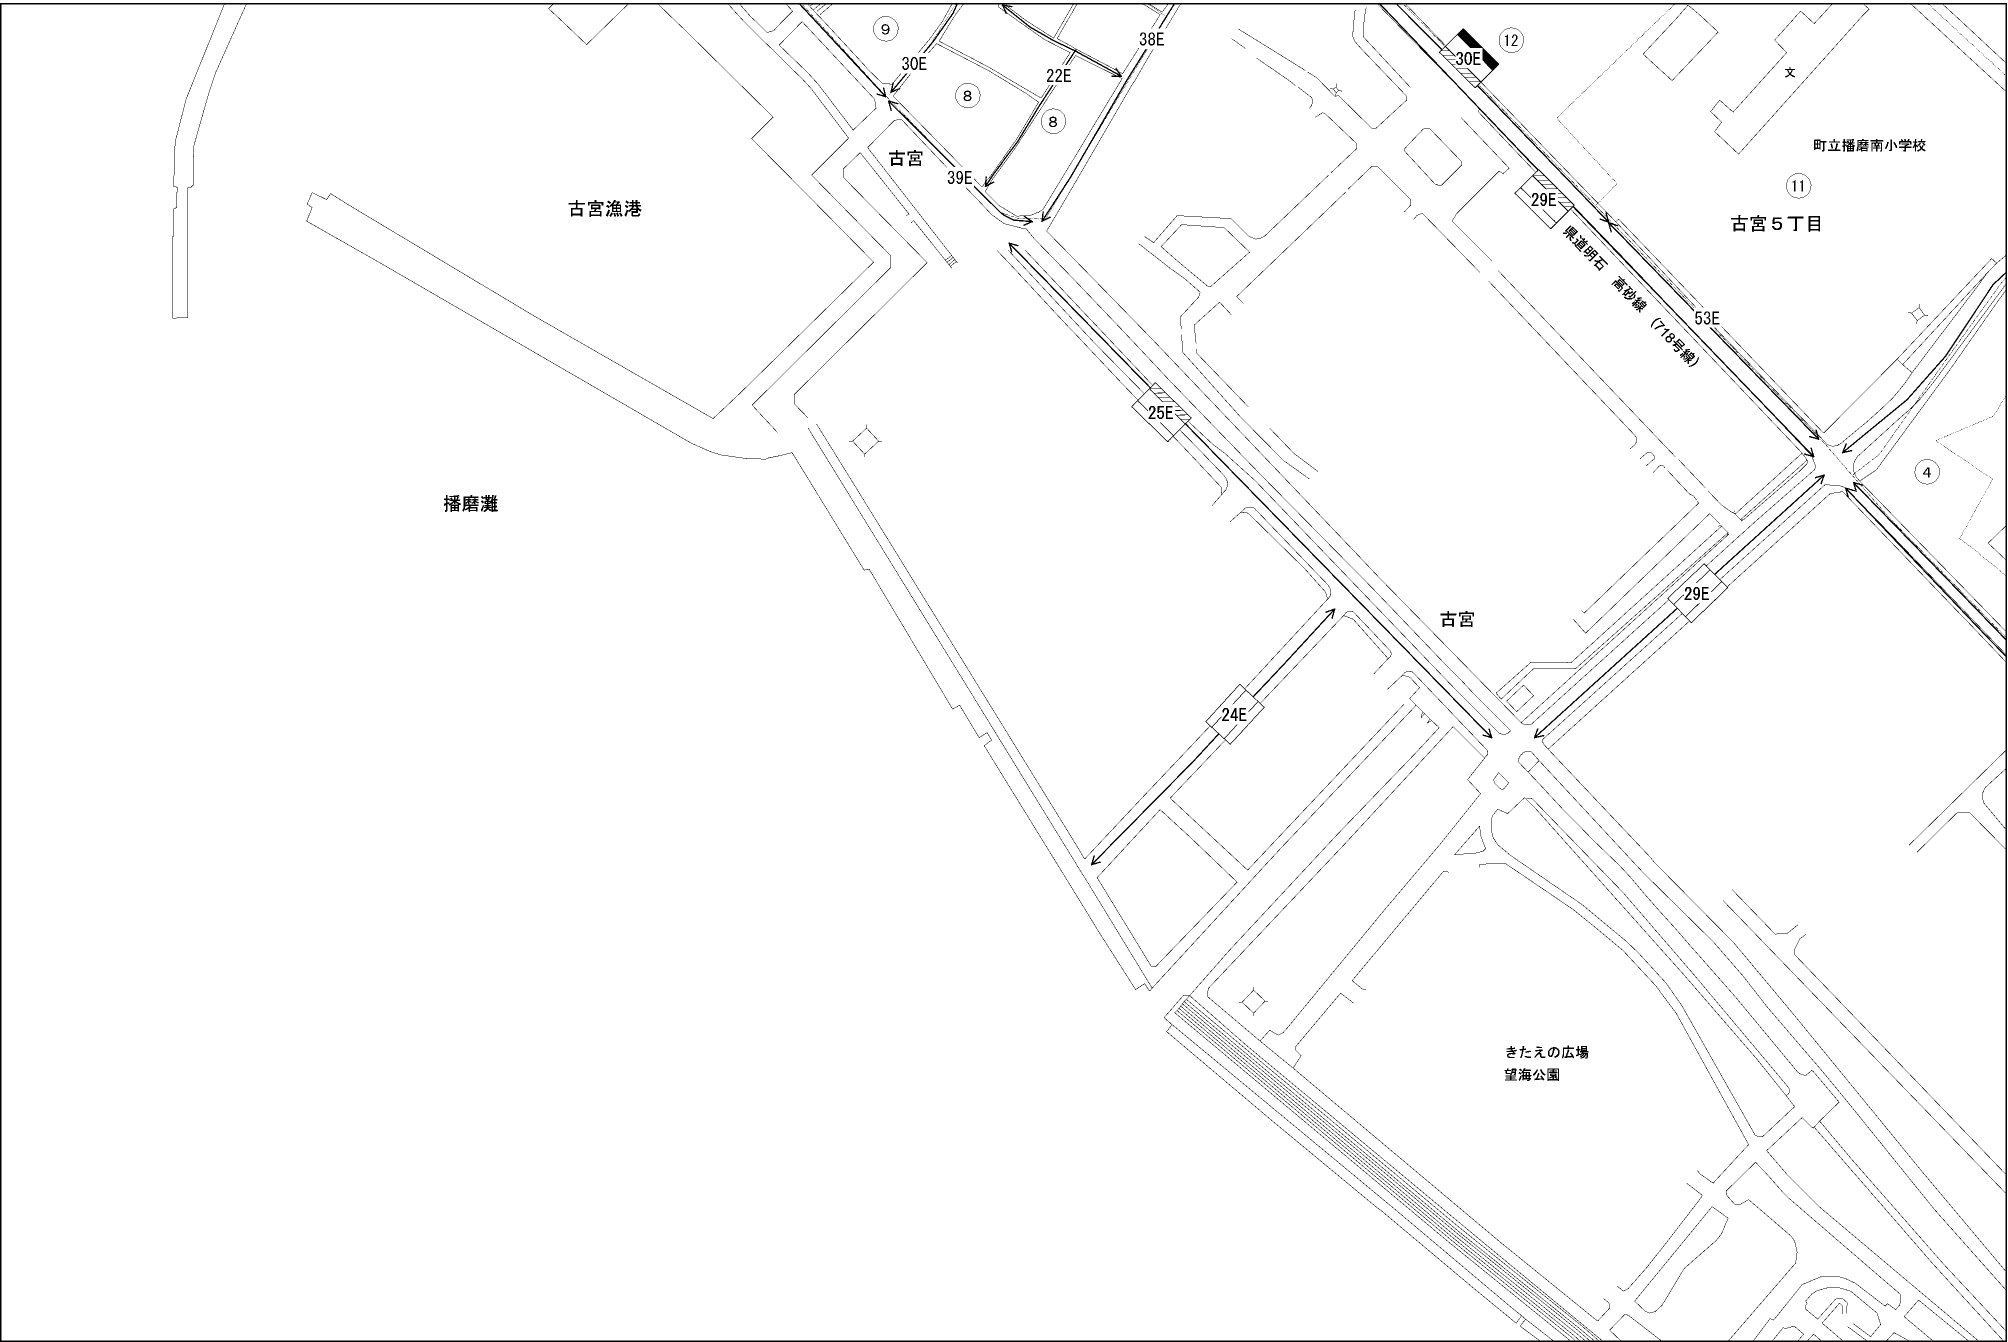 ⑨
38E
⑫
30E
30E
22E
文
⑧
⑧
町立播磨南小学校
古宮
39E
⑪
29E
古宮漁港
古宮５丁目
県道明石　高砂線　(718号線)
53E
25E
④
播磨灘
29E
古宮
24E
きたえの広場
望海公園